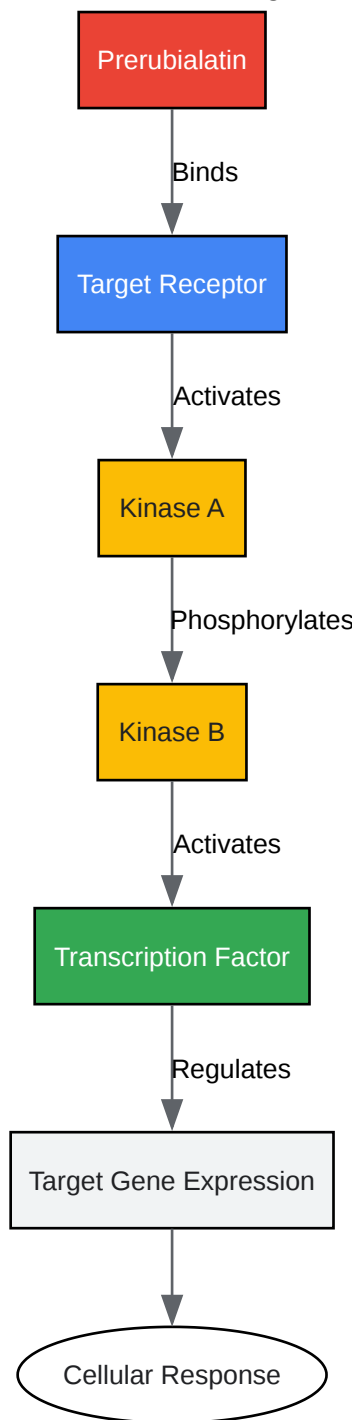 Prerubialatin
Binds
Target Receptor
Activates
Kinase A
Phosphorylates
Kinase B
Activates
Transcription Factor
Regulates
Target Gene Expression
Cellular Response